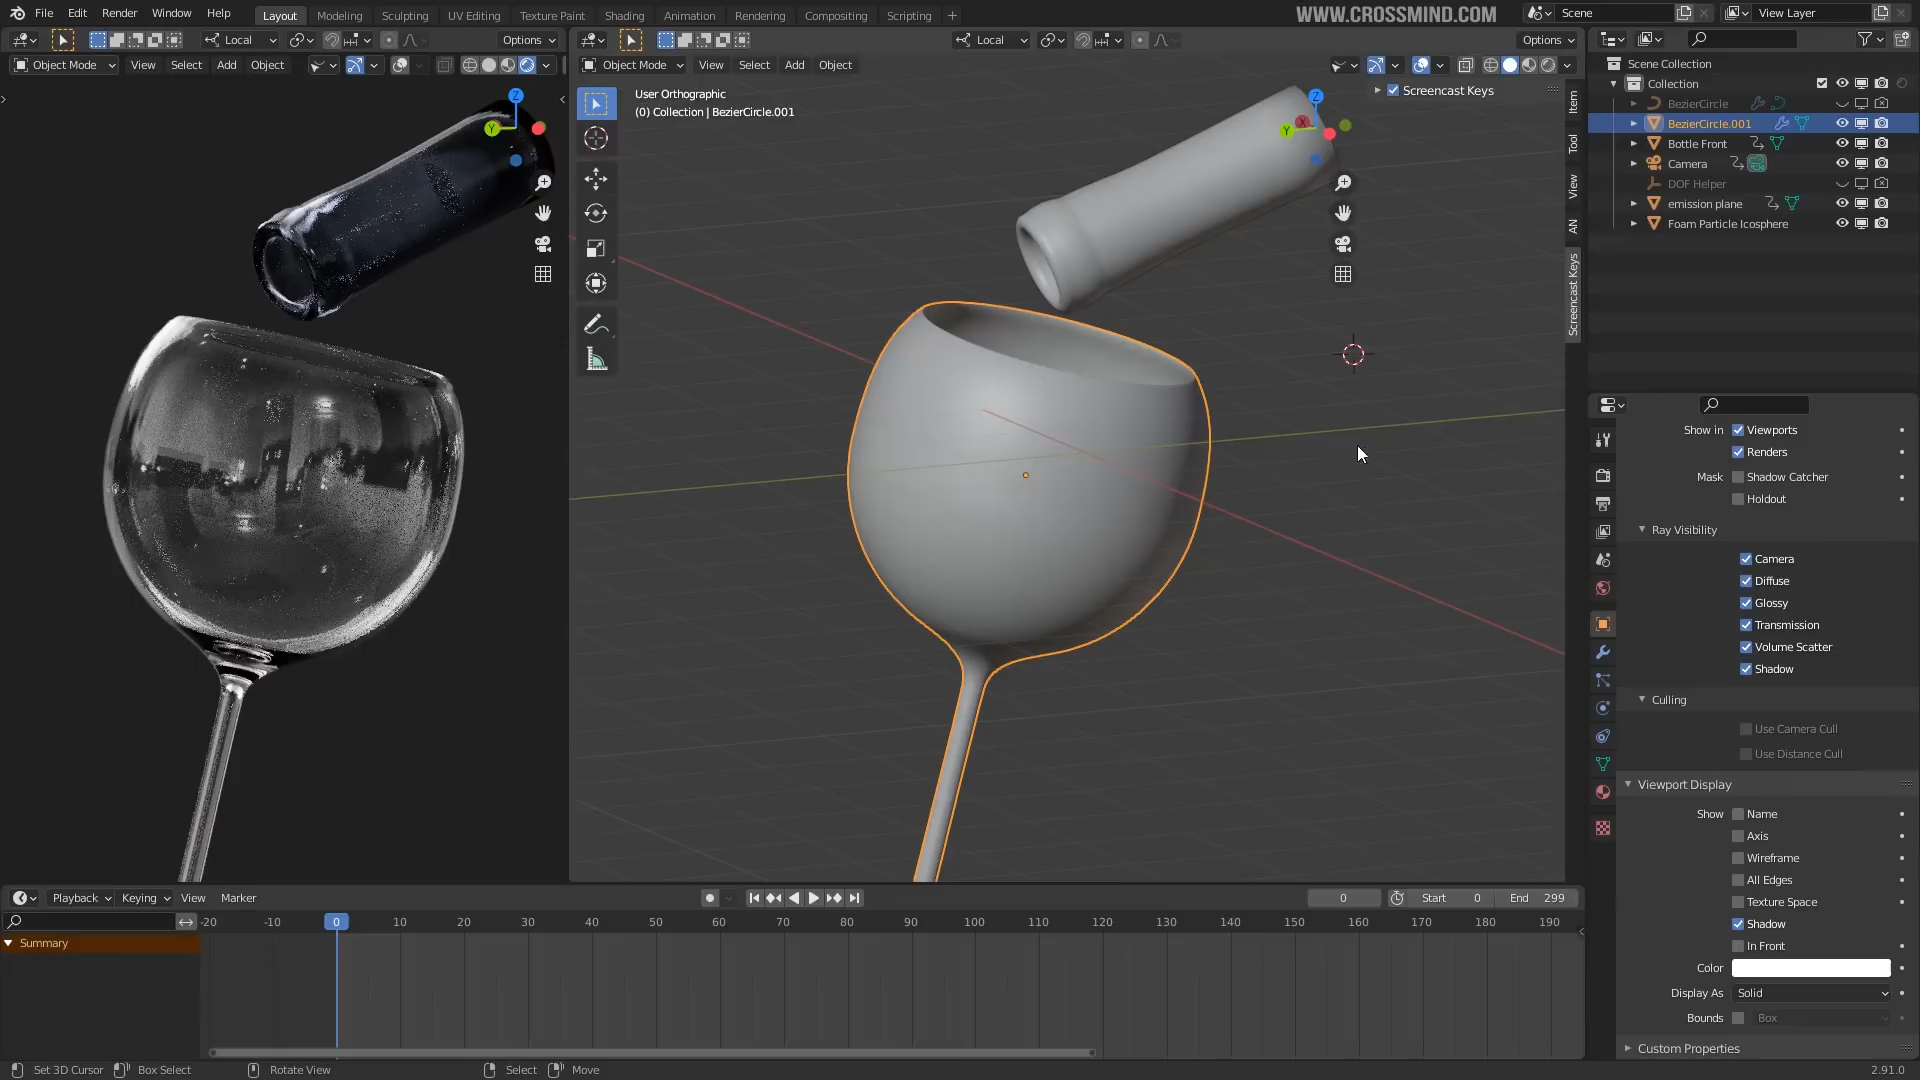 File Edit Render Window Help Layout Modeling Sculpting UV Editing Texture Paint Shading Animation Rendering Compositing Scripting + WWW.CROSSMIND.COM Scene View Layer
Local Options Local Options
Object Mode View Select Add Object Object Mode View Select Add Object
Scene Collection
Collection
BezierCircle
BezierCircle.001
Bottle Front
Camera
DOF Helper
emission plane
Foam Particle Icosphere
User Orthographic
(0) Collection | BezierCircle.001
Screencast Keys
Z
Y
Z
X
Y
Item
Tool
View
AN
Screencast Keys
Show in Viewports
Renders
Mask Shadow Catcher
Holdout
Ray Visibility
Camera
Diffuse
Glossy
Transmission
Volume Scatter
Shadow
Culling
Use Camera Cull
Use Distance Cull
Viewport Display
Show Name
Axis
Wireframe
All Edges
Texture Space
Shadow
In Front
Color
Display As Solid
Bounds Box
Custom Properties
Playback Keying View Marker 0 Start 0 End 299
-20 -10 0 10 20 30 40 50 60 70 80 90 100 110 120 130 140 150 160 170 180 190
Summary
Set 3D Cursor Box Select Rotate View Select Move 2.91.0